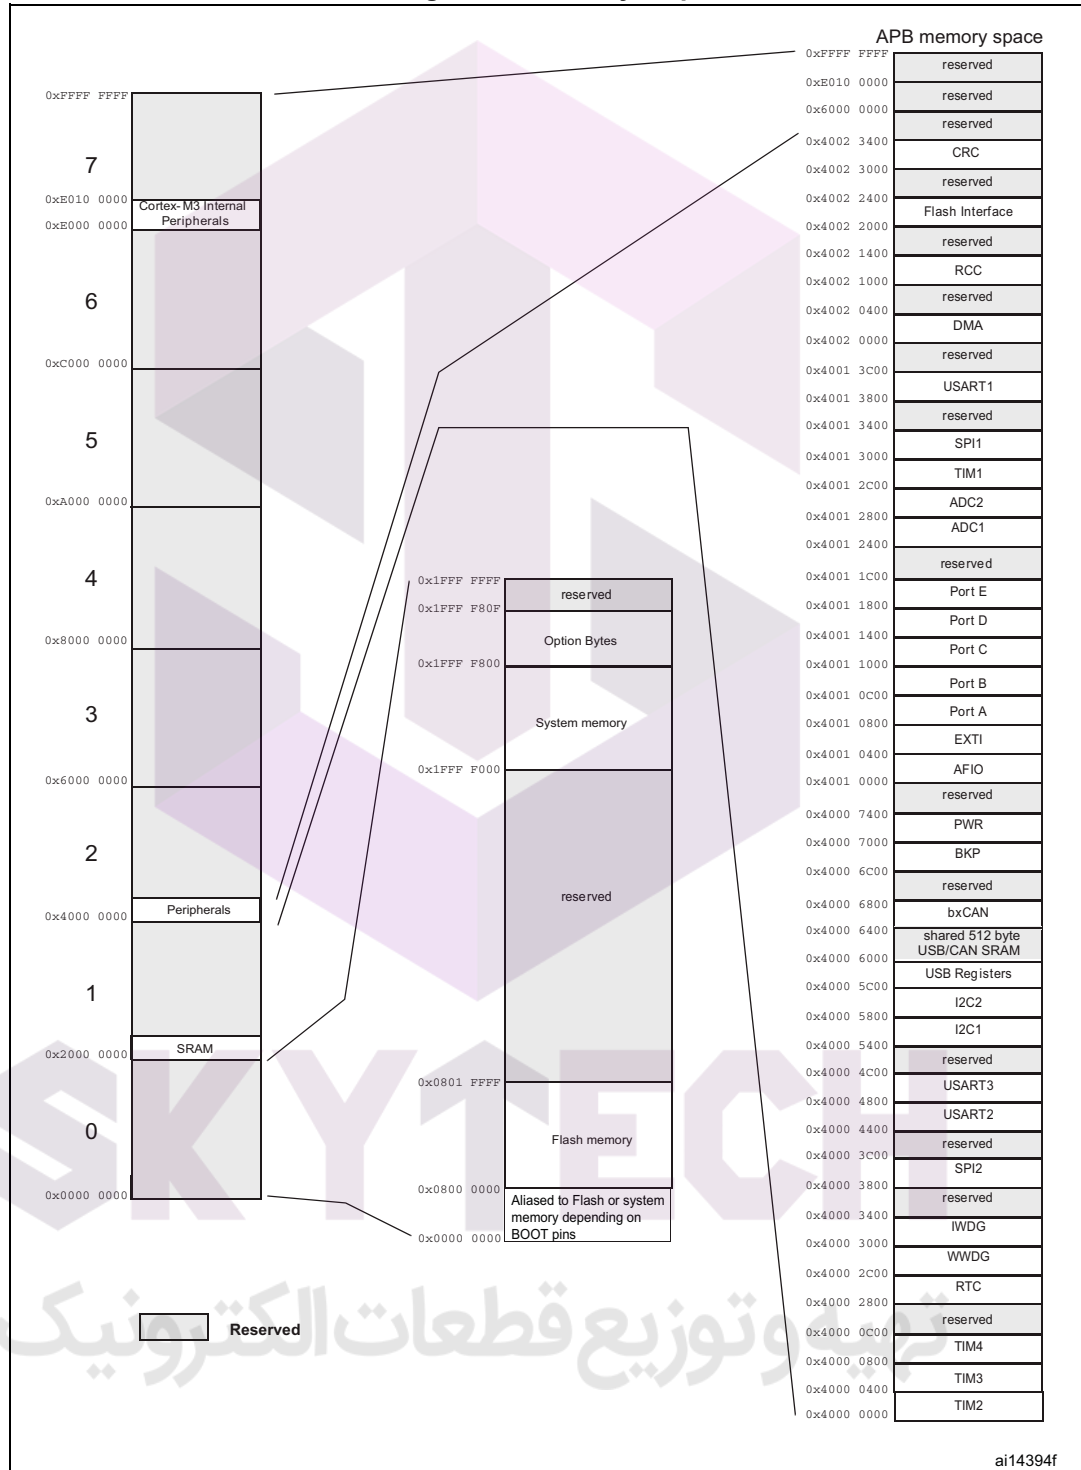 0xFFFF FFFF
7
0xE010 0000
Cortex-M3 Internal
Peripherals
0xE000 0000
6
0xC000 0000
5
0xA000 0000
4
0x8000 0000
3
0x6000 0000
2
Peripherals
0x4000 0000
1
SRAM
0x2000 0000
0
0x0000 0000
Reserved
0x1FFF FFFF
reserved
0x1FFF F80F
Option Bytes
0x1FFF F800
System memory
0x1FFF F000
reserved
0x0801 FFFF
Flash memory
0x0800 0000
Aliased to Flash or system
memory depending on
BOOT pins
0x0000 0000
APB memory space
0xFFFF FFFF
reserved
0xE010 0000
reserved
0x6000 0000
reserved
0x4002 3400
CRC
0x4002 3000
reserved
0x4002 2400
Flash Interface
0x4002 2000
reserved
0x4002 1400
RCC
0x4002 1000
reserved
0x4002 0400
DMA
0x4002 0000
reserved
0x4001 3C00
USART1
0x4001 3800
reserved
0x4001 3400
SPI1
0x4001 3000
TIM1
0x4001 2C00
ADC2
0x4001 2800
ADC1
0x4001 2400
reserved
0x4001 1C00
Port E
0x4001 1800
Port D
0x4001 1400
Port C
0x4001 1000
Port B
0x4001 0C00
Port A
0x4001 0800
EXTI
0x4001 0400
AFIO
0x4001 0000
reserved
0x4000 7400
PWR
0x4000 7000
BKP
0x4000 6C00
reserved
0x4000 6800
bxCAN
0x4000 6400
shared 512 byte
USB/CAN SRAM
0x4000 6000
USB Registers
0x4000 5C00
I2C2
0x4000 5800
I2C1
0x4000 5400
reserved
0x4000 4C00
USART3
0x4000 4800
USART2
0x4000 4400
reserved
0x4000 3C00
SPI2
0x4000 3800
reserved
0x4000 3400
IWDG
0x4000 3000
WWDG
0x4000 2C00
RTC
0x4000 2800
reserved
0x4000 0C00
TIM4
0x4000 0800
TIM3
0x4000 0400
TIM2
0x4000 0000
SKYTECH
تهیه و توزیع قطعات الکترونیک
ai14394f